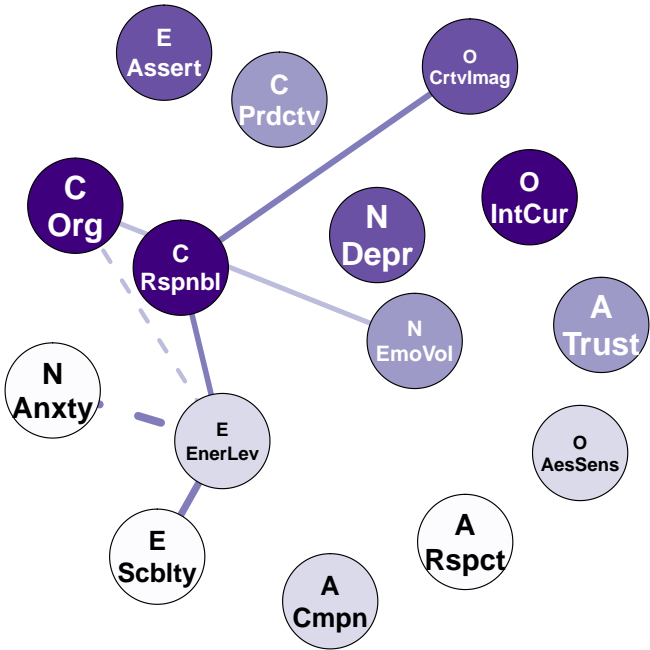 E
Assert
C
Prdctv
O
CrtvImag
C
Org
O
IntCur
N
Depr
C
Rspnbl
A
Trust
N
EmoVol
N
Anxty
E
EnerLev
O
AesSens
A
Rspct
E
Scblty
A
Cmpn